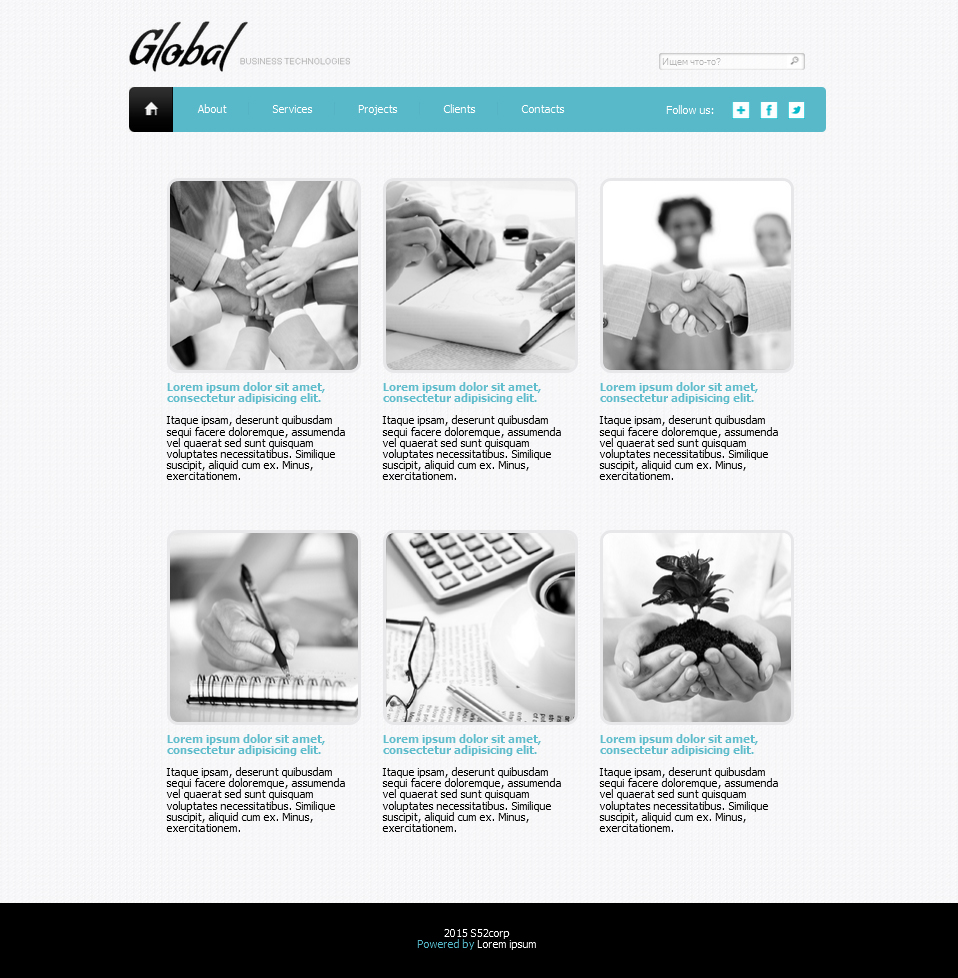 Global BUSINESS TECHNOLOGIES
Ищем что-то?
About Services Projects Clients Contacts Follow us:
Lorem ipsum dolor sit amet,
consectetur adipisicing elit.
Itaque ipsam, deserunt quibusdam
sequi facere doloremque, assumenda
vel quaerat sed sunt quisquam
voluptates necessitatibus. Similique
suscipit, aliquid cum ex. Minus,
exercitationem.
Lorem ipsum dolor sit amet,
consectetur adipisicing elit.
Itaque ipsam, deserunt quibusdam
sequi facere doloremque, assumenda
vel quaerat sed sunt quisquam
voluptates necessitatibus. Similique
suscipit, aliquid cum ex. Minus,
exercitationem.
Lorem ipsum dolor sit amet,
consectetur adipisicing elit.
Itaque ipsam, deserunt quibusdam
sequi facere doloremque, assumenda
vel quaerat sed sunt quisquam
voluptates necessitatibus. Similique
suscipit, aliquid cum ex. Minus,
exercitationem.
Lorem ipsum dolor sit amet,
consectetur adipisicing elit.
Itaque ipsam, deserunt quibusdam
sequi facere doloremque, assumenda
vel quaerat sed sunt quisquam
voluptates necessitatibus. Similique
suscipit, aliquid cum ex. Minus,
exercitationem.
Lorem ipsum dolor sit amet,
consectetur adipisicing elit.
Itaque ipsam, deserunt quibusdam
sequi facere doloremque, assumenda
vel quaerat sed sunt quisquam
voluptates necessitatibus. Similique
suscipit, aliquid cum ex. Minus,
exercitationem.
Lorem ipsum dolor sit amet,
consectetur adipisicing elit.
Itaque ipsam, deserunt quibusdam
sequi facere doloremque, assumenda
vel quaerat sed sunt quisquam
voluptates necessitatibus. Similique
suscipit, aliquid cum ex. Minus,
exercitationem.
2015 S52corp
Powered by Lorem ipsum